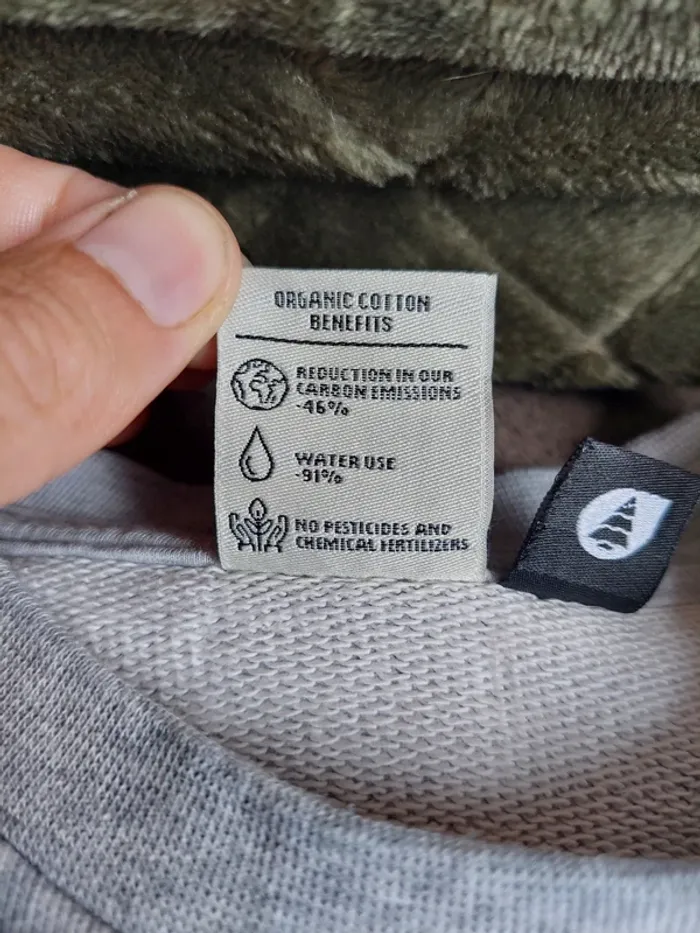 ORGANIC COTTON
BENEFITS
REDUCTION IN OUR
CARBON EMISSIONS
-46%
WATER USE
-91%
NO PESTICIDES AND
CHEMICAL FERTILIZERS